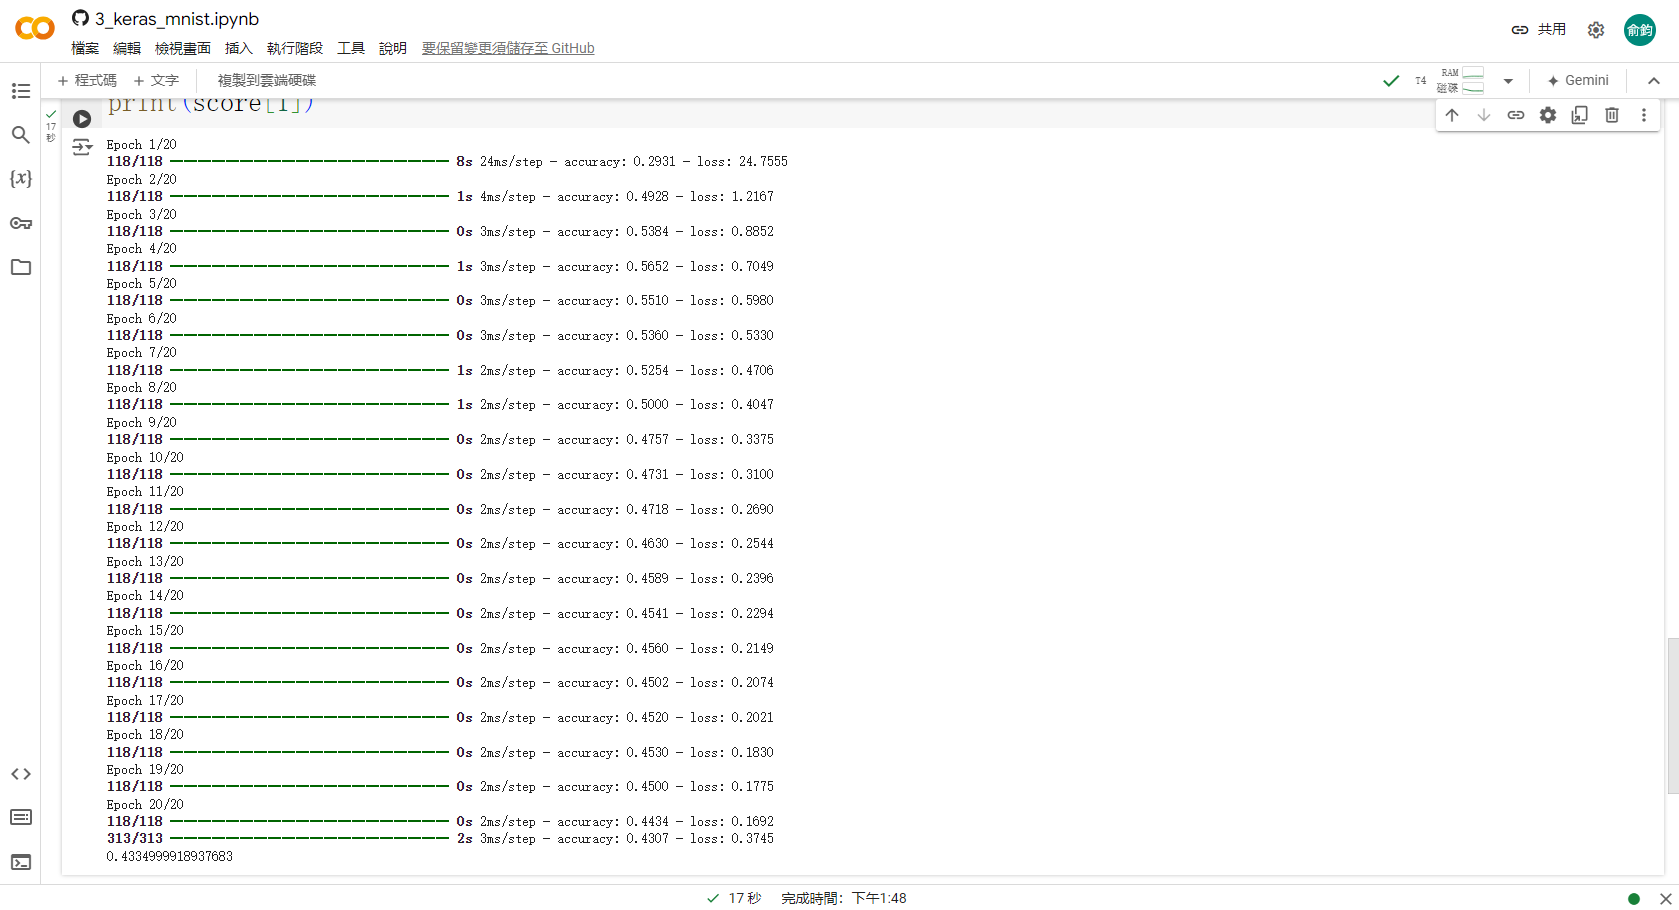 3_keras_mnist.ipynb
檔案 編輯 檢視畫面 插入 執行階段 工具 說明 要保留變更須儲存至 GitHub
共用
俞鈞
+ 程式碼 + 文字 複製到雲端硬碟
T4 RAM 磁碟 Gemini
print(score[1])
17 秒
Epoch 1/20
118/118 ━━━━━━━━━━━━━━━━━━━━ 8s 24ms/step - accuracy: 0.2931 - loss: 24.7555
Epoch 2/20
118/118 ━━━━━━━━━━━━━━━━━━━━ 1s 4ms/step - accuracy: 0.4928 - loss: 1.2167
Epoch 3/20
118/118 ━━━━━━━━━━━━━━━━━━━━ 0s 3ms/step - accuracy: 0.5384 - loss: 0.8852
Epoch 4/20
118/118 ━━━━━━━━━━━━━━━━━━━━ 1s 3ms/step - accuracy: 0.5652 - loss: 0.7049
Epoch 5/20
118/118 ━━━━━━━━━━━━━━━━━━━━ 0s 3ms/step - accuracy: 0.5510 - loss: 0.5980
Epoch 6/20
118/118 ━━━━━━━━━━━━━━━━━━━━ 0s 3ms/step - accuracy: 0.5360 - loss: 0.5330
Epoch 7/20
118/118 ━━━━━━━━━━━━━━━━━━━━ 1s 2ms/step - accuracy: 0.5254 - loss: 0.4706
Epoch 8/20
118/118 ━━━━━━━━━━━━━━━━━━━━ 1s 2ms/step - accuracy: 0.5000 - loss: 0.4047
Epoch 9/20
118/118 ━━━━━━━━━━━━━━━━━━━━ 0s 2ms/step - accuracy: 0.4757 - loss: 0.3375
Epoch 10/20
118/118 ━━━━━━━━━━━━━━━━━━━━ 0s 2ms/step - accuracy: 0.4731 - loss: 0.3100
Epoch 11/20
118/118 ━━━━━━━━━━━━━━━━━━━━ 0s 2ms/step - accuracy: 0.4718 - loss: 0.2690
Epoch 12/20
118/118 ━━━━━━━━━━━━━━━━━━━━ 0s 2ms/step - accuracy: 0.4630 - loss: 0.2544
Epoch 13/20
118/118 ━━━━━━━━━━━━━━━━━━━━ 0s 2ms/step - accuracy: 0.4589 - loss: 0.2396
Epoch 14/20
118/118 ━━━━━━━━━━━━━━━━━━━━ 0s 2ms/step - accuracy: 0.4541 - loss: 0.2294
Epoch 15/20
118/118 ━━━━━━━━━━━━━━━━━━━━ 0s 2ms/step - accuracy: 0.4560 - loss: 0.2149
Epoch 16/20
118/118 ━━━━━━━━━━━━━━━━━━━━ 0s 2ms/step - accuracy: 0.4502 - loss: 0.2074
Epoch 17/20
118/118 ━━━━━━━━━━━━━━━━━━━━ 0s 2ms/step - accuracy: 0.4520 - loss: 0.2021
Epoch 18/20
118/118 ━━━━━━━━━━━━━━━━━━━━ 0s 2ms/step - accuracy: 0.4530 - loss: 0.1830
Epoch 19/20
118/118 ━━━━━━━━━━━━━━━━━━━━ 0s 2ms/step - accuracy: 0.4500 - loss: 0.1775
Epoch 20/20
118/118 ━━━━━━━━━━━━━━━━━━━━ 0s 2ms/step - accuracy: 0.4434 - loss: 0.1692
313/313 ━━━━━━━━━━━━━━━━━━━━ 2s 3ms/step - accuracy: 0.4307 - loss: 0.3745
0.4334999918937683
17 秒 完成時間：下午1:48